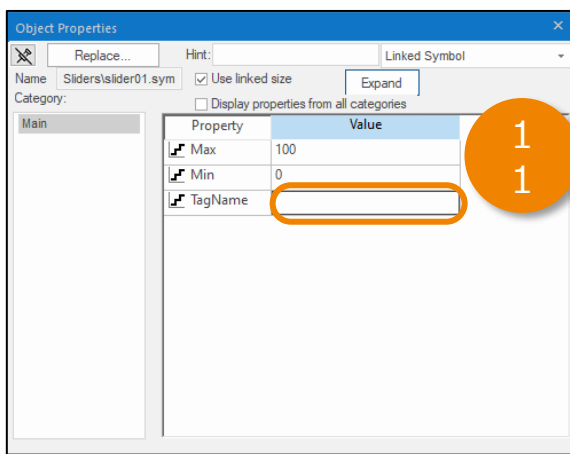 Object Properties
Replace... Hint: Linked Symbol
Name Sliders\slider01.sym Use linked size Expand
Category: Display properties from all categories
Main Property Value
Max 100
Min 0
TagName
1
1